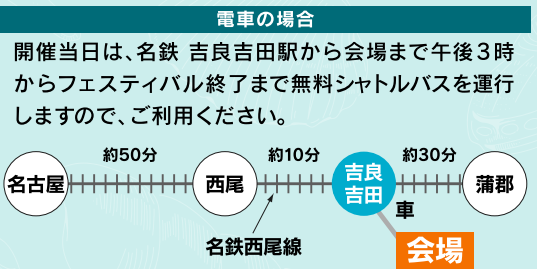 電車の場合
開催当日は、名鉄 吉良吉田駅から会場まで午後3時
からフェスティバル終了まで無料シャトルバスを運行
しますので、ご利用ください。
約50分 約10分 約30分
名古屋 西尾 吉良
吉田 蒲郡
車
名鉄西尾線
会場